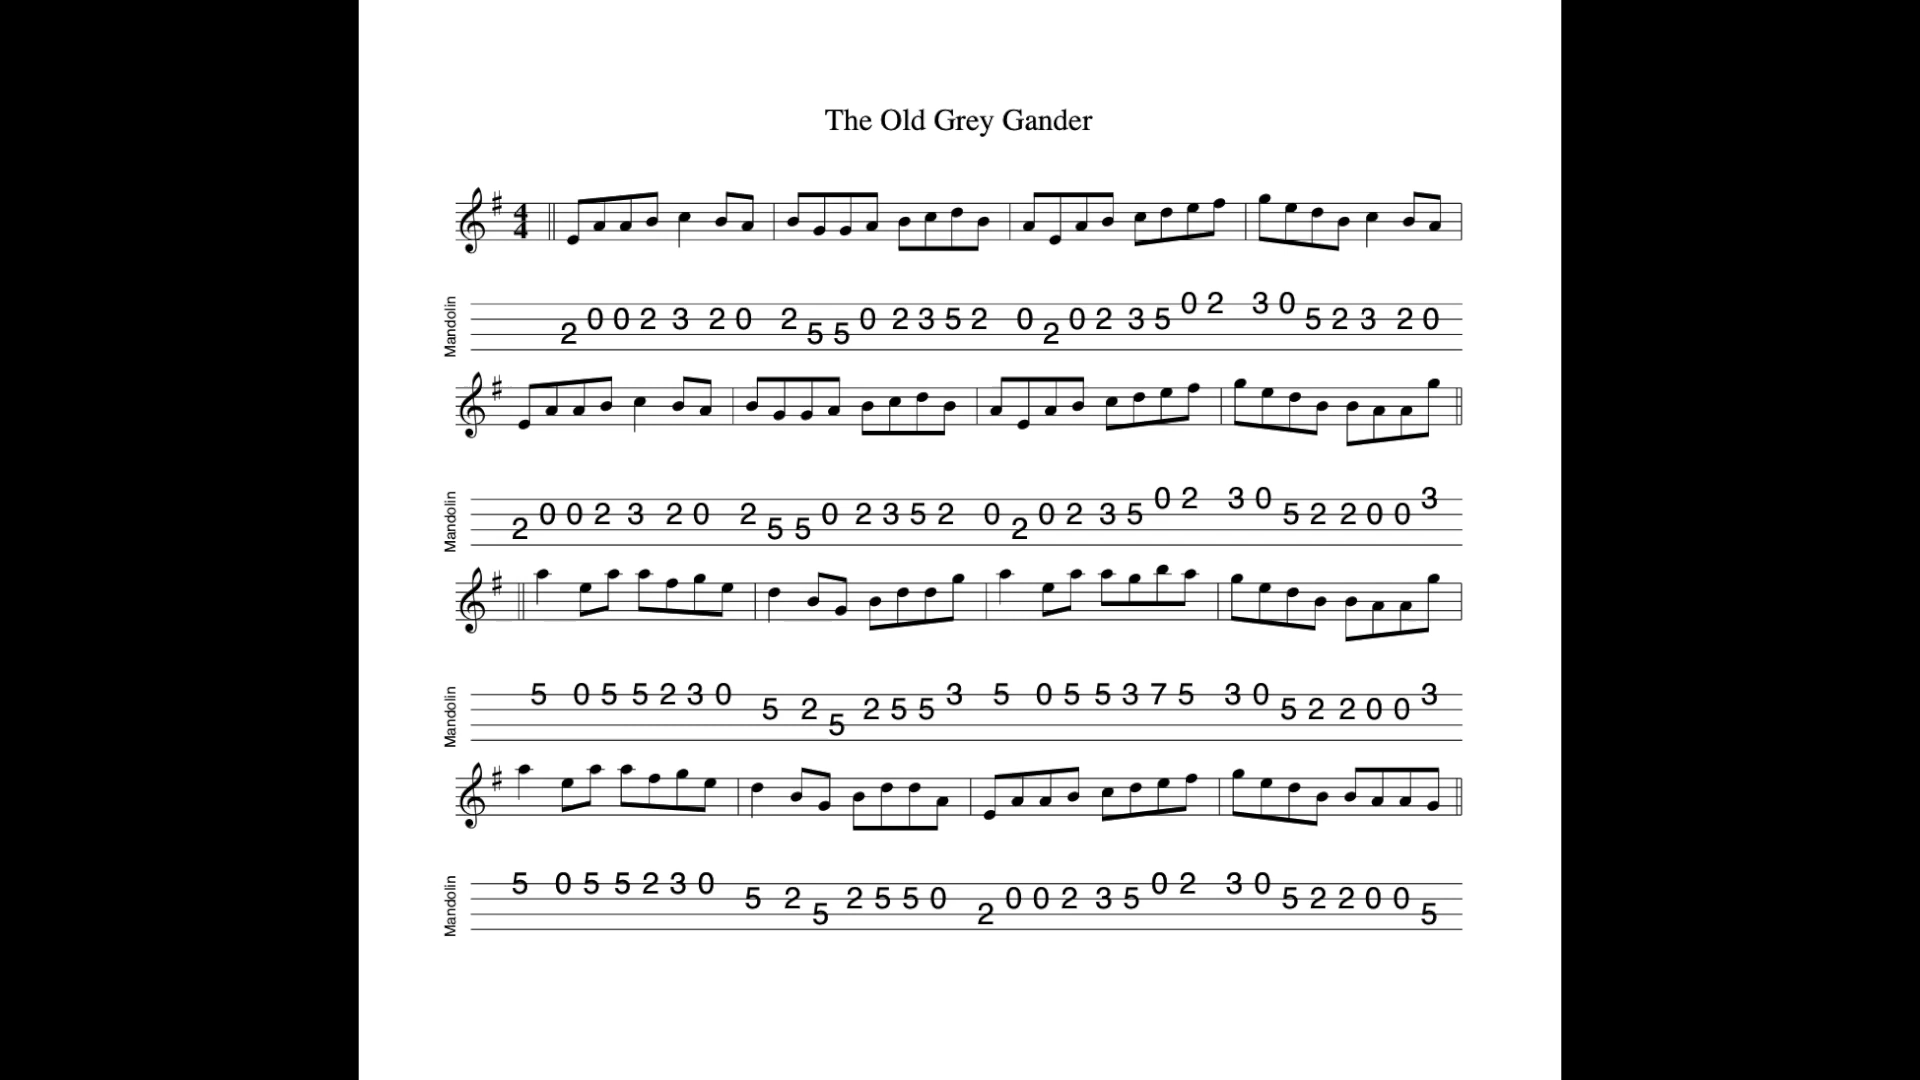 The Old Grey Gander
4
4
Mandolin
2 0 0 2 3 2 0 2 5 5 0 2 3 5 2 0 2 0 2 3 5 0 2 3 0 5 2 3 2 0
Mandolin
2 0 0 2 3 2 0 2 5 5 0 2 3 5 2 0 2 0 2 3 5 0 2 3 0 5 2 2 0 0 3
Mandolin
5 0 5 5 2 3 0 5 2 5 2 5 5 3 5 0 5 5 3 7 5 3 0 5 2 2 0 0 3
Mandolin
5 0 5 5 2 3 0 5 2 5 2 5 5 0 2 0 0 2 3 5 0 2 3 0 5 2 2 0 0 5